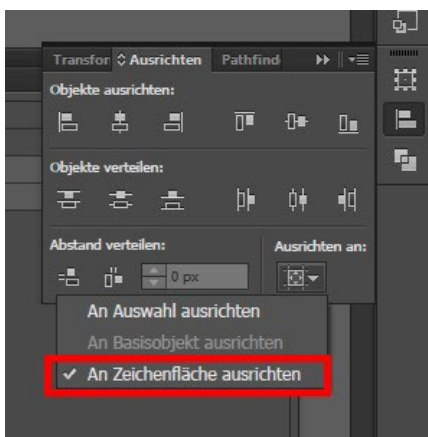 Transfor Ausrichten Pathfind
Objekte ausrichten:
Objekte verteilen:
Abstand verteilen: Ausrichten an:
0 px
An Auswahl ausrichten
An Basisobjekt ausrichten
An Zeichenfläche ausrichten